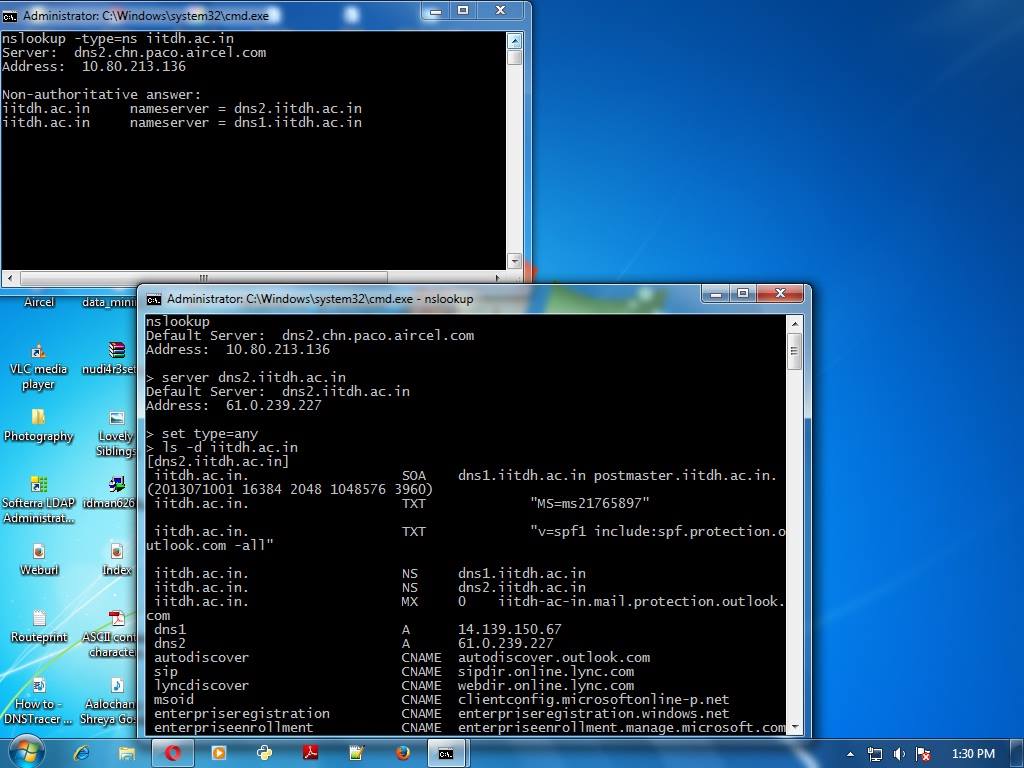 Administrator: C:\Windows\system32\cmd.exe
nslookup -type=ns iitdh.ac.in
Server:  dns2.chn.paco.aircel.com
Address:  10.80.213.136
Non-authoritative answer:
iitdh.ac.in     nameserver = dns2.iitdh.ac.in
iitdh.ac.in     nameserver = dns1.iitdh.ac.in
Aircel
data_mini
VLC media
player
nudi4r3set
Photography
Lovely
Siblings
Softerra LDAP
Administrat...
idman626
Weburl
Index
Routeprint
ASCII cont
character
How to -
DNSTracer ...
Aalochan
Shreya Gos
Administrator: C:\Windows\system32\cmd.exe - nslookup
nslookup
Default Server:  dns2.chn.paco.aircel.com
Address:  10.80.213.136
> server dns2.iitdh.ac.in
Default Server:  dns2.iitdh.ac.in
Address:  61.0.239.227
> set type=any
> ls -d iitdh.ac.in
[dns2.iitdh.ac.in]
iitdh.ac.in.                   SOA    dns1.iitdh.ac.in postmaster.iitdh.ac.in.
(2013071001 16384 2048 1048576 3960)
iitdh.ac.in.                   TXT             "MS=ms21765897"
iitdh.ac.in.                   TXT             "v=spf1 include:spf.protection.o
utlook.com -all"
iitdh.ac.in.                   NS     dns1.iitdh.ac.in
iitdh.ac.in.                   NS     dns2.iitdh.ac.in
iitdh.ac.in.                   MX     0    iitdh-ac-in.mail.protection.outlook.
com
dns1                           A      14.139.150.67
dns2                           A      61.0.239.227
autodiscover                   CNAME  autodiscover.outlook.com
sip                            CNAME  sipdir.online.lync.com
lyncdiscover                   CNAME  webdir.online.lync.com
msoid                          CNAME  clientconfig.microsoftonline-p.net
enterpriseregistration         CNAME  enterpriseregistration.windows.net
enterpriseenrollment           CNAME  enterpriseenrollment.manage.microsoft.com
1:30 PM